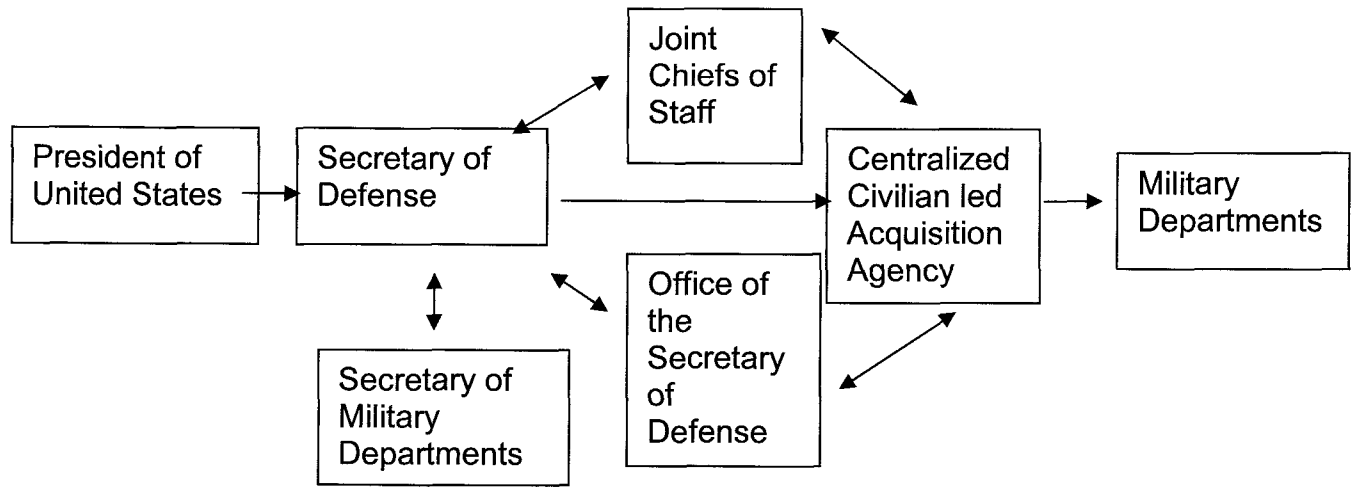 President of
United States
Secretary of
Defense
Joint
Chiefs of
Staff
Centralized
Civilian led
Acquisition
Agency
Military
Departments
Office of
the
Secretary
of
Defense
Secretary of
Military
Departments